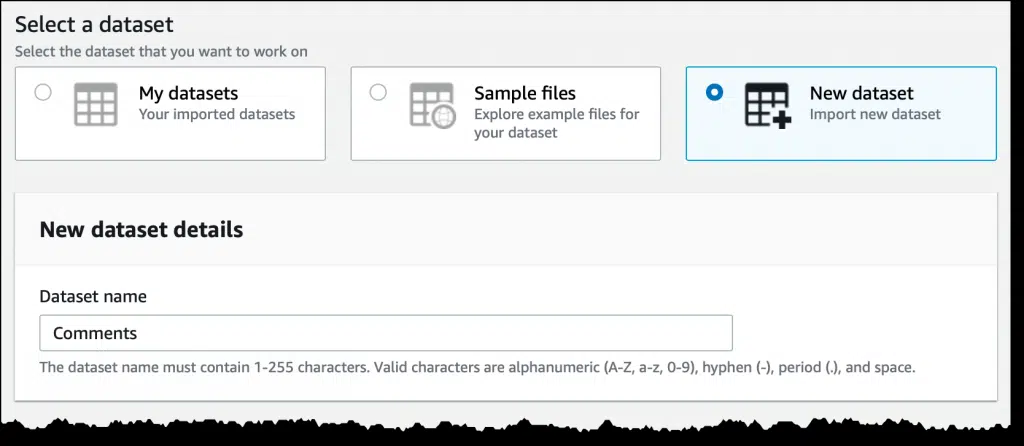 Select a dataset
Select the dataset that you want to work on
My datasets
Your imported datasets
Sample files
Explore example files for
your dataset
New dataset
Import new dataset
New dataset details
Dataset name
Comments
The dataset name must contain 1-255 characters. Valid characters are alphanumeric (A-Z, a-z, 0-9), hyphen (-), period (.), and space.